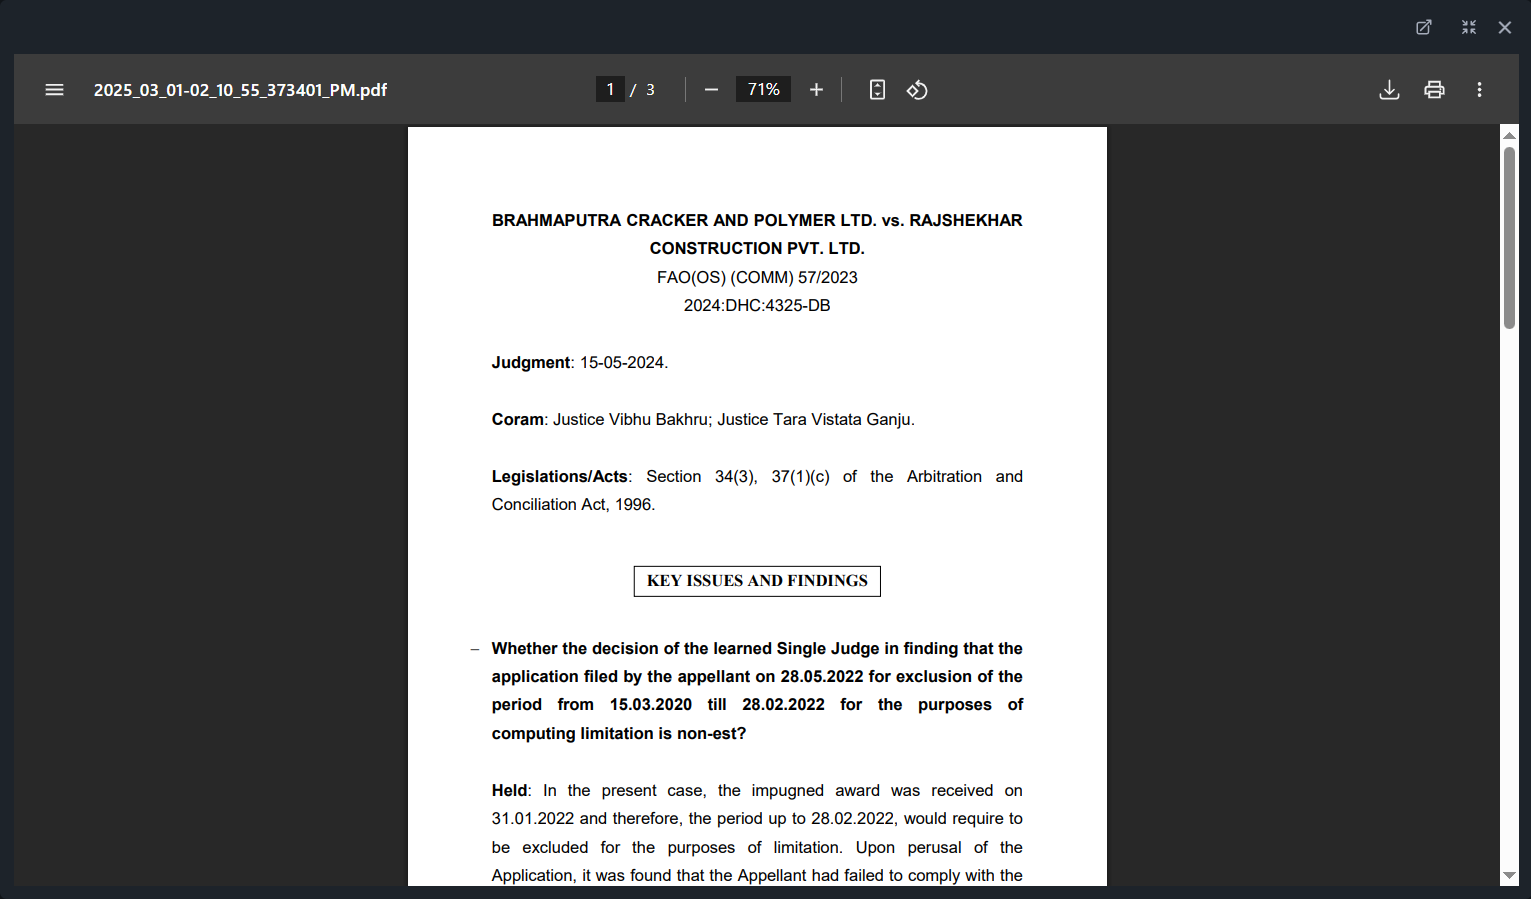 2025_03_01-02_10_55_373401_PM.pdf
1 / 3
71%
BRAHMAPUTRA CRACKER AND POLYMER LTD. vs. RAJSHEKHAR
CONSTRUCTION PVT. LTD.
FAO(OS) (COMM) 57/2023
2024:DHC:4325-DB
Judgment: 15-05-2024.
Coram: Justice Vibhu Bakhru; Justice Tara Vistata Ganju.
Legislations/Acts: Section 34(3), 37(1)(c) of the Arbitration and
Conciliation Act, 1996.
KEY ISSUES AND FINDINGS
– Whether the decision of the learned Single Judge in finding that the
application filed by the appellant on 28.05.2022 for exclusion of the
period from 15.03.2020 till 28.02.2022 for the purposes of
computing limitation is non-est?
Held: In the present case, the impugned award was received on
31.01.2022 and therefore, the period up to 28.02.2022, would require to
be excluded for the purposes of limitation. Upon perusal of the
Application, it was found that the Appellant had failed to comply with the